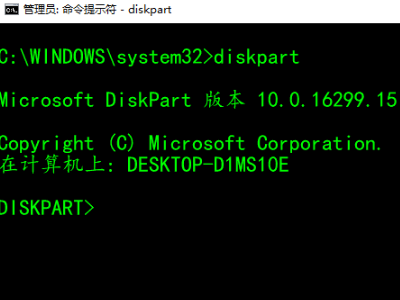 管理员: 命令提示符 - diskpart
C:\WINDOWS\system32>diskpart
Microsoft DiskPart 版本 10.0.16299.15
Copyright (C) Microsoft Corporation.
在计算机上: DESKTOP-D1MS10E
DISKPART>